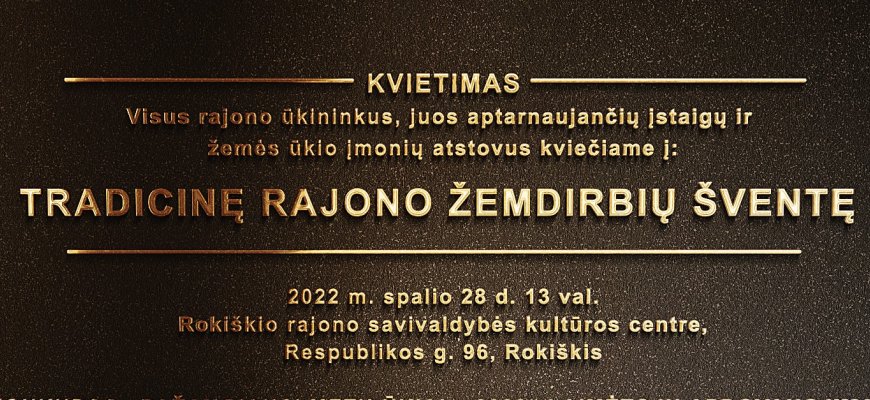 KVIETIMAS
Visus rajono ūkininkus, juos aptarnaujančių įstaigų ir
žemės ūkio įmonių atstovus kviečiame į:
TRADICINĘ RAJONO ŽEMDIRBIŲ ŠVENTĘ
2022 m. spalio 28 d. 13 val.
Rokiškio rajono savivaldybės kultūros centre,
Respublikos g. 96, Rokiškis